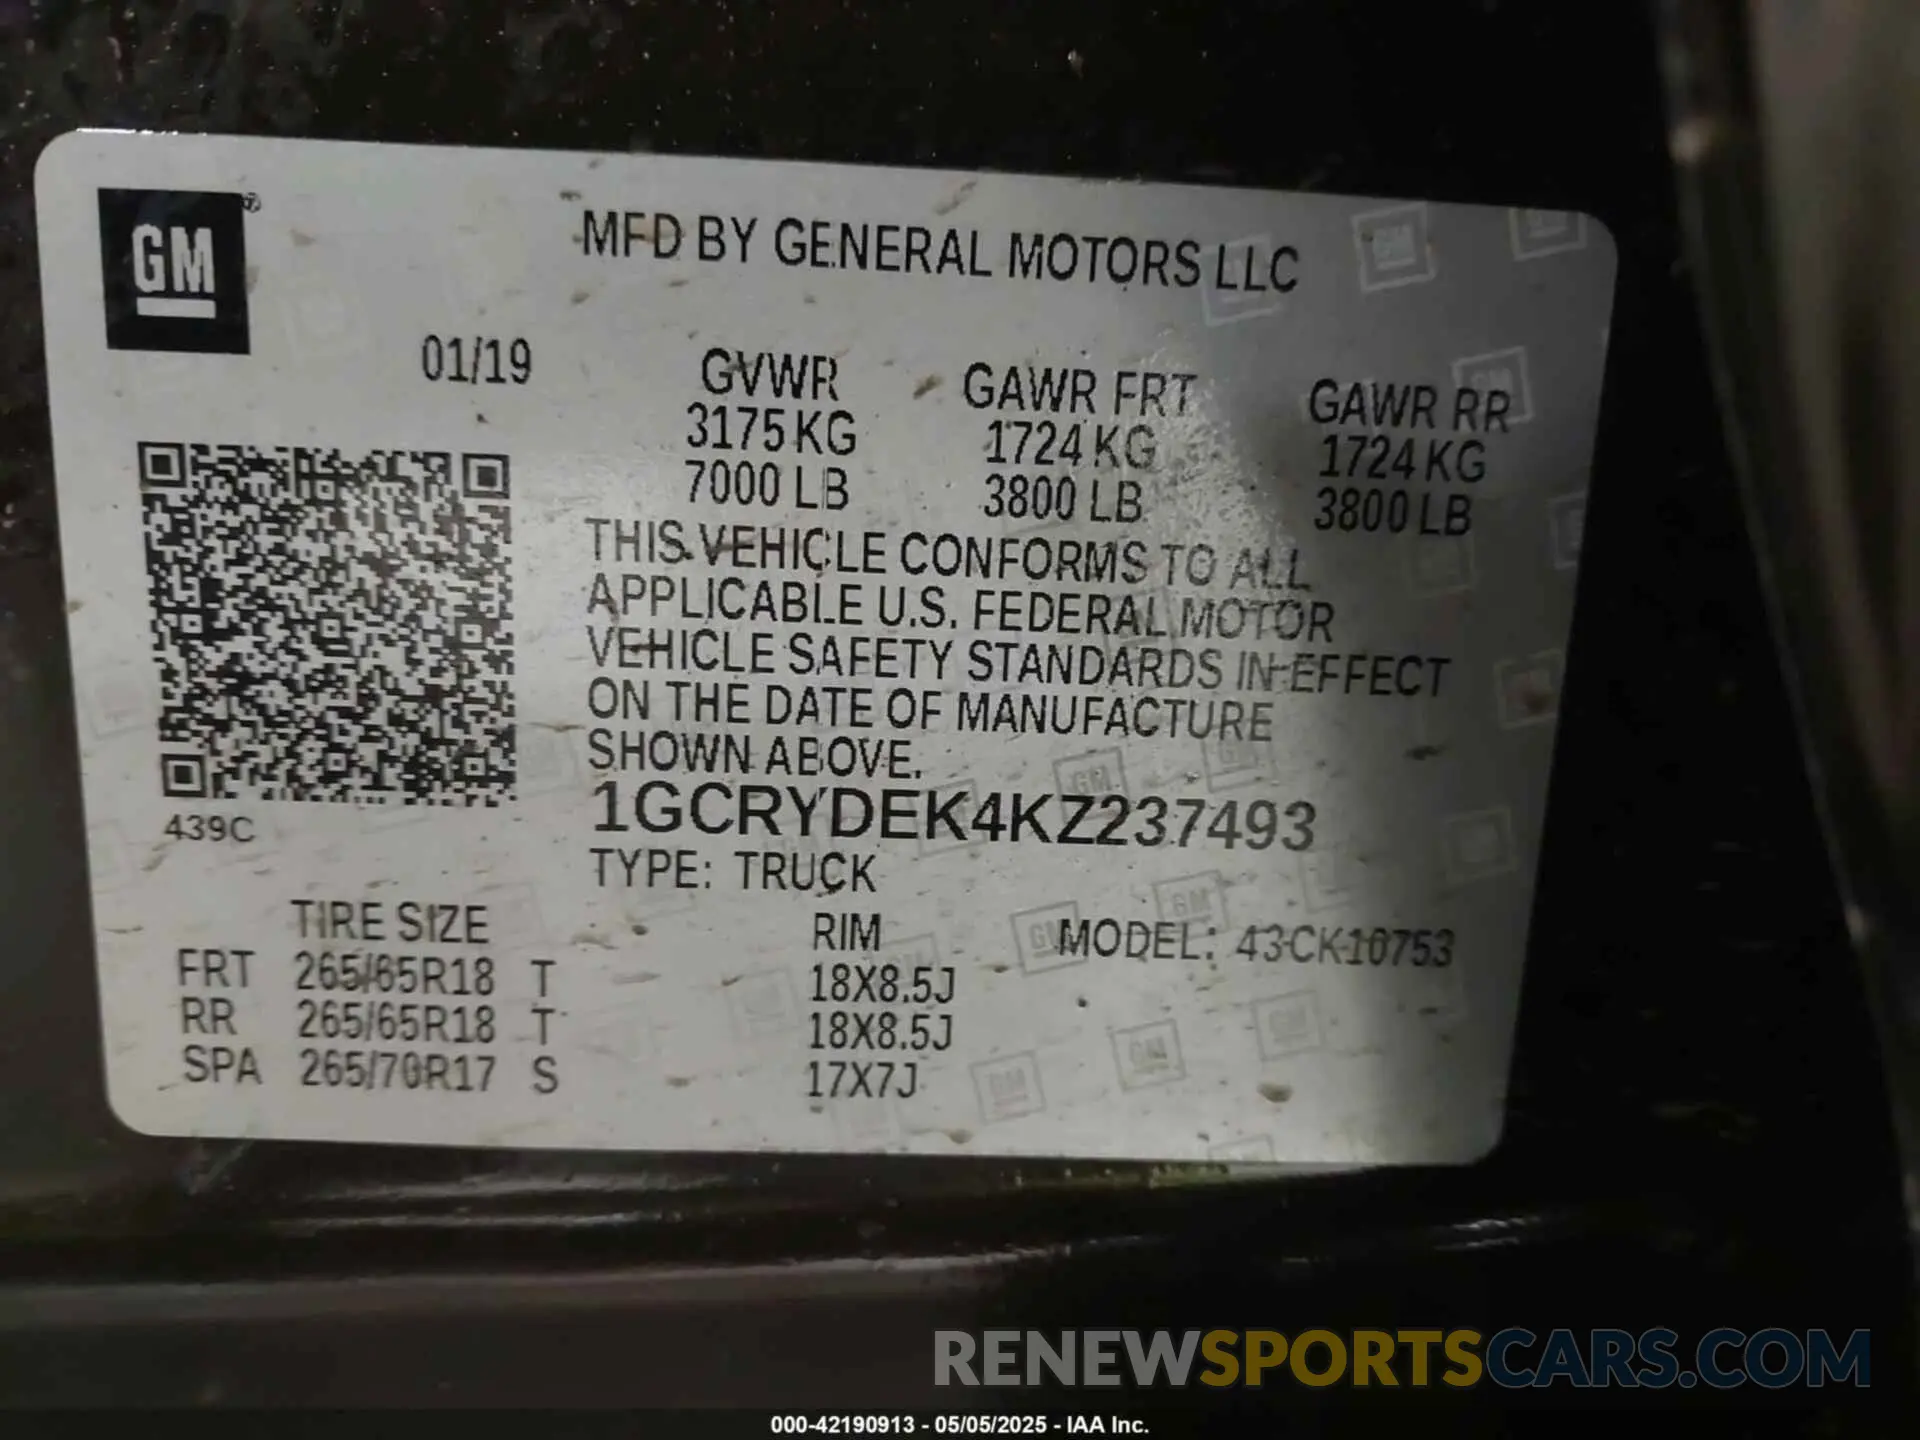 GM
MFD BY GENERAL MOTORS LLC
01/19
GVWR GAWR FRT GAWR RR
3175 KG 1724 KG 1724 KG
7000 LB 3800 LB 3800 LB
THIS VEHICLE CONFORMS TO ALL
APPLICABLE U.S. FEDERAL MOTOR
VEHICLE SAFETY STANDARDS IN EFFECT
ON THE DATE OF MANUFACTURE
SHOWN ABOVE.
1GCRYDEK4KZ237493
439C
TYPE: TRUCK
TIRE SIZE RIM MODEL: 43CK10753
FRT 265/65R18 T 18X8.5J
RR 265/65R18 T 18X8.5J
SPA 265/70R17 S 17X7J
RENEWSPORTSCARS.COM
000-42190913 - 05/05/2025 - IAA Inc.